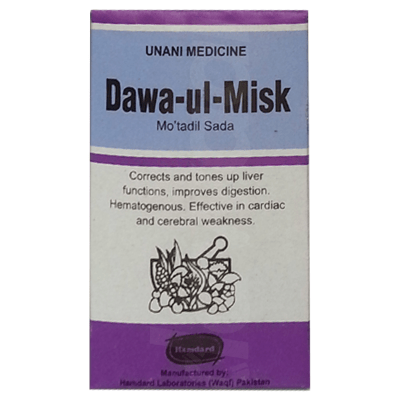 UNANI MEDICINE
Dawa-ul-Misk
Mo'tadil Sada
Corrects and tones up liver
functions, improves digestion.
Hematogenous. Effective in cardiac
and cerebral weakness.
Hamdard
Manufactured by:
Hamdard Laboratories (Waqf) Pakistan